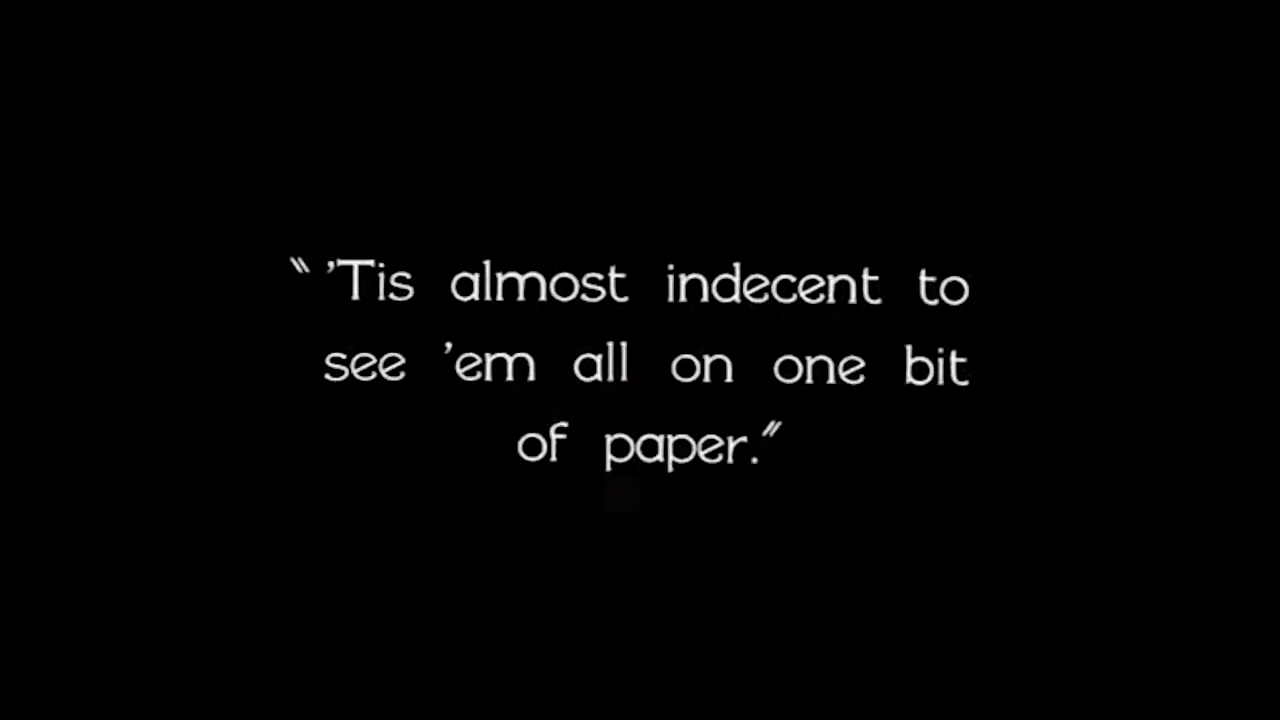 "'Tis almost indecent to
see 'em all on one bit
of paper."